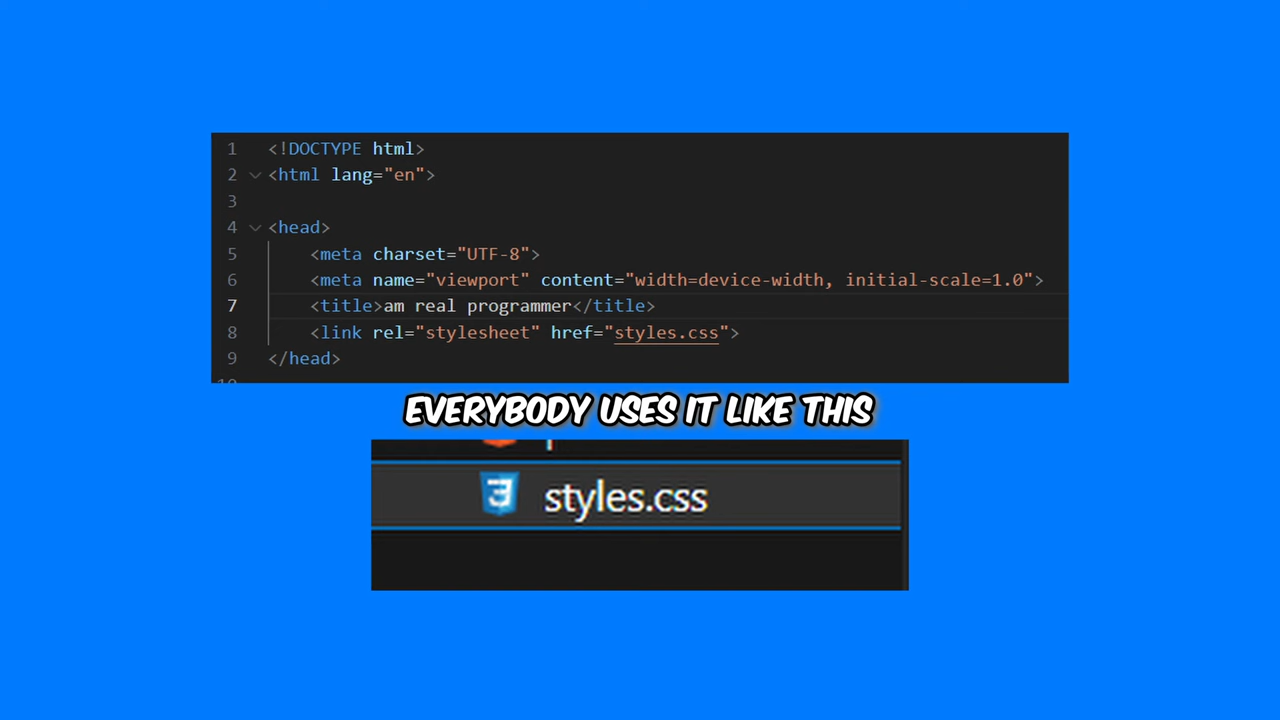 1 <!DOCTYPE html>
2 <html lang="en">
3
4 <head>
5 <meta charset="UTF-8">
6 <meta name="viewport" content="width=device-width, initial-scale=1.0">
7 <title>am real programmer</title>
8 <link rel="stylesheet" href="styles.css">
9 </head>
10
EVERYBODY USES IT LIKE THIS
styles.css